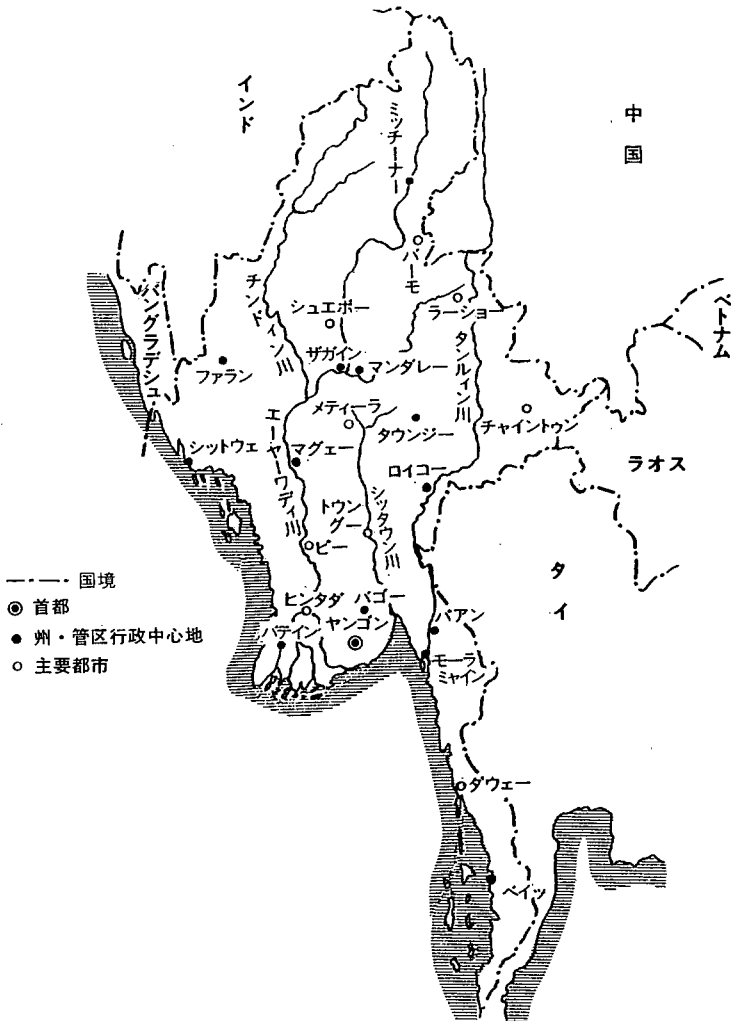 インド
中国
ミッチーナー
バーモ
バングラデシュ
チンドィン川
シュエボー
ラーショー
ベトナム
ファラン
ザガイン
マンダレー
タンルィン川
メティーラ
タウンジー
チャイントゥン
エーヤーワディ川
シットウェ
マグェー
ロイコー
ラオス
トウン
グー
シッタウン川
ピー
タイ
国境
首都
州・管区行政中心地
主要都市
ヒンタダ
バゴー
パテイン
ヤンゴン
パアン
モーラ
ミャイン
ダウェー
ベイッ